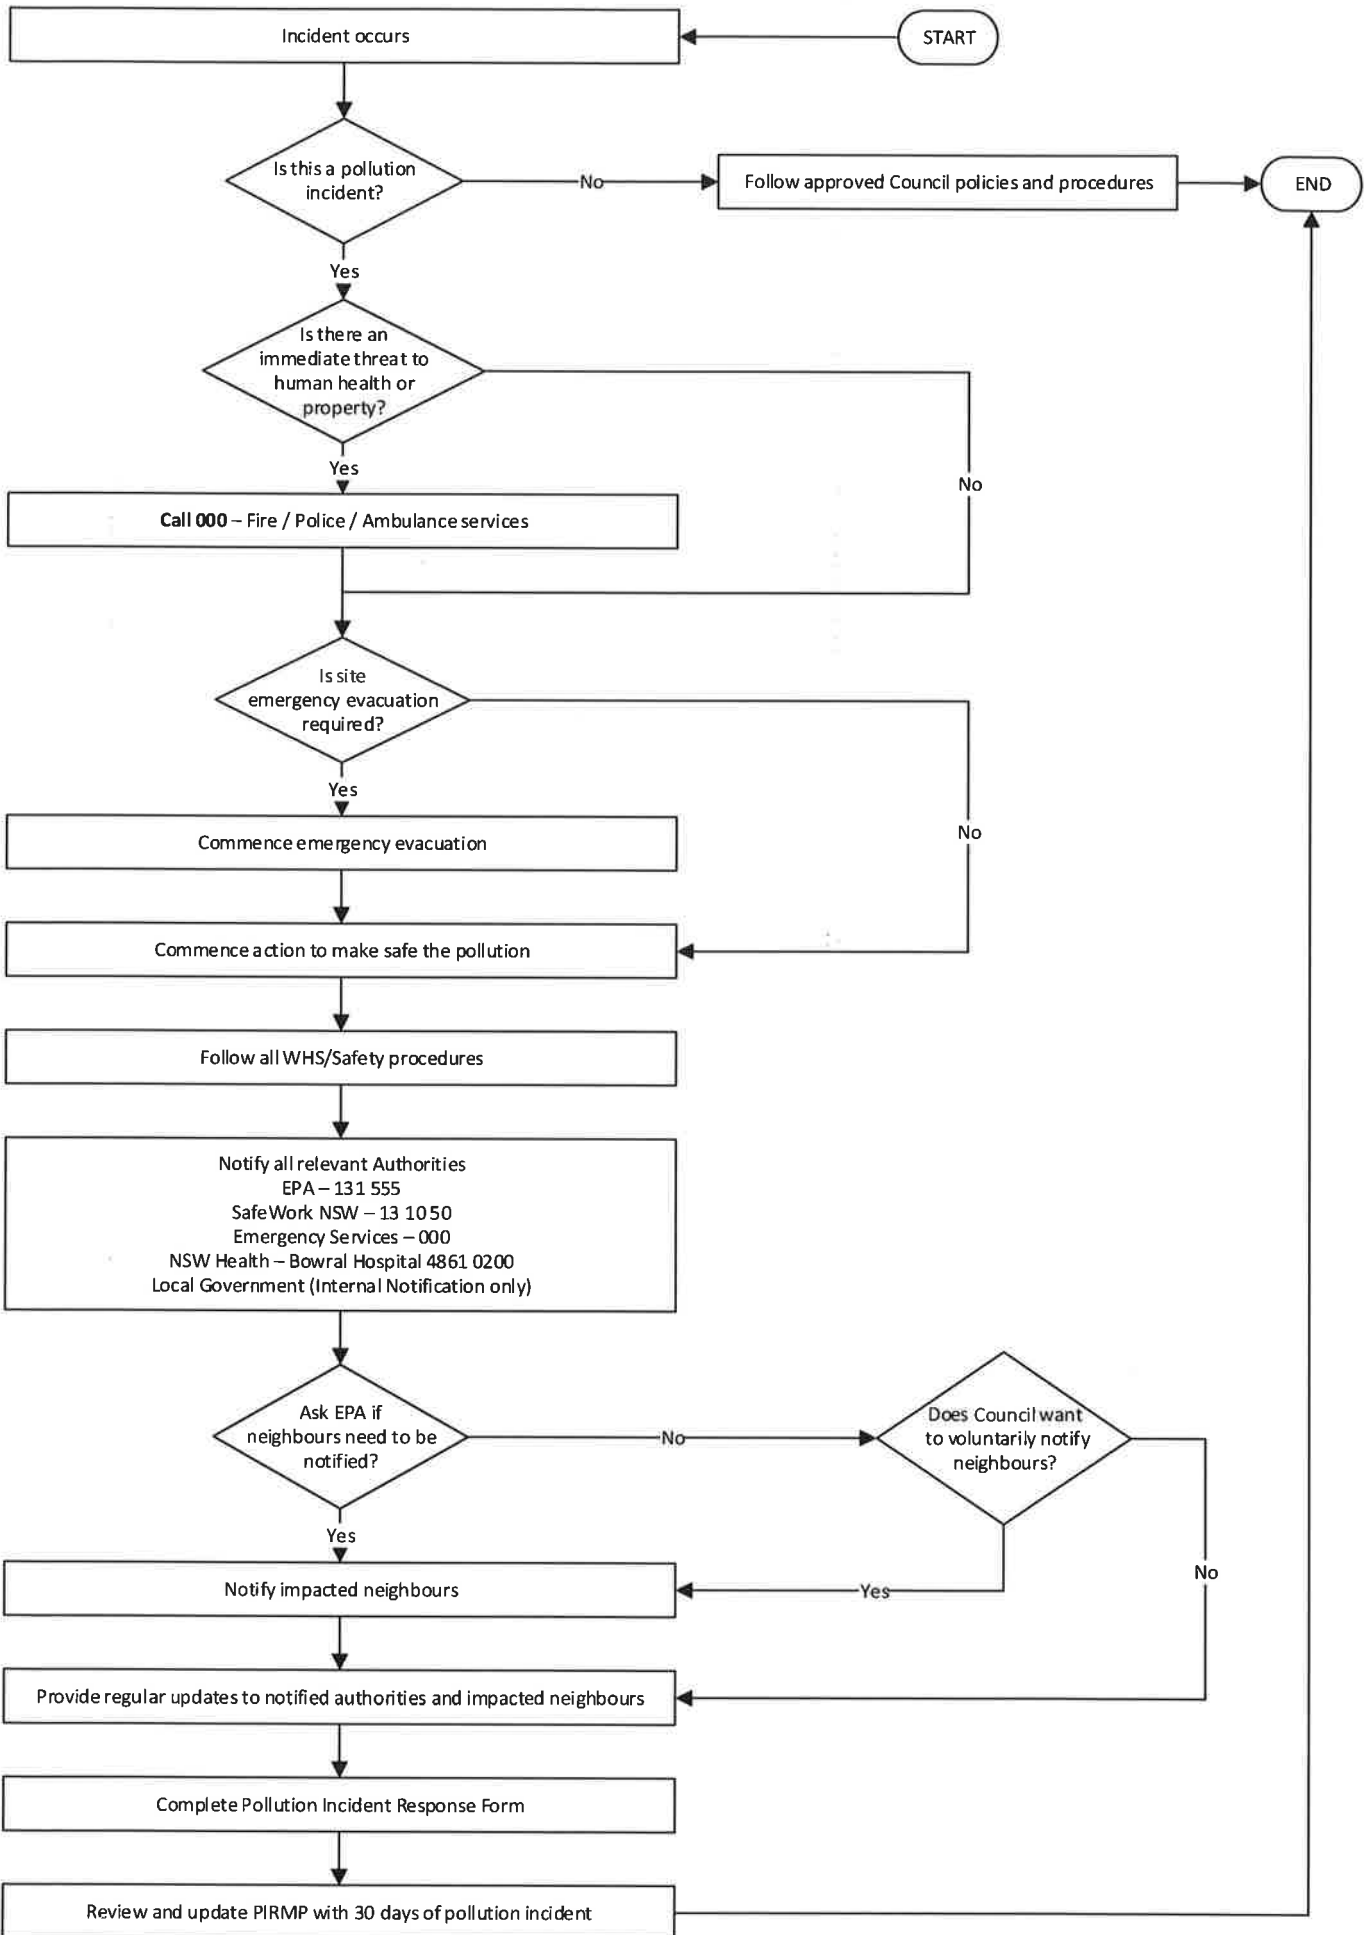 Incident occurs
START
Is this a pollution
incident?
No
Follow approved Council policies and procedures
END
Yes
Is there an
immediate threat to
human health or
property?
Yes
No
Call 000 – Fire / Police / Ambulance services
Is site
emergency evacuation
required?
Yes
No
Commence emergency evacuation
Commence action to make safe the pollution
Follow all WHS/Safety procedures
Notify all relevant Authorities
EPA – 131 555
SafeWork NSW – 13 10 50
Emergency Services – 000
NSW Health – Bowral Hospital 4861 0200
Local Government (Internal Notification only)
Ask EPA if
neighbours need to be
notified?
No
Does Council want
to voluntarily notify
neighbours?
Yes
No
Notify impacted neighbours
Yes
Provide regular updates to notified authorities and impacted neighbours
Complete Pollution Incident Response Form
Review and update PIRMP with 30 days of pollution incident